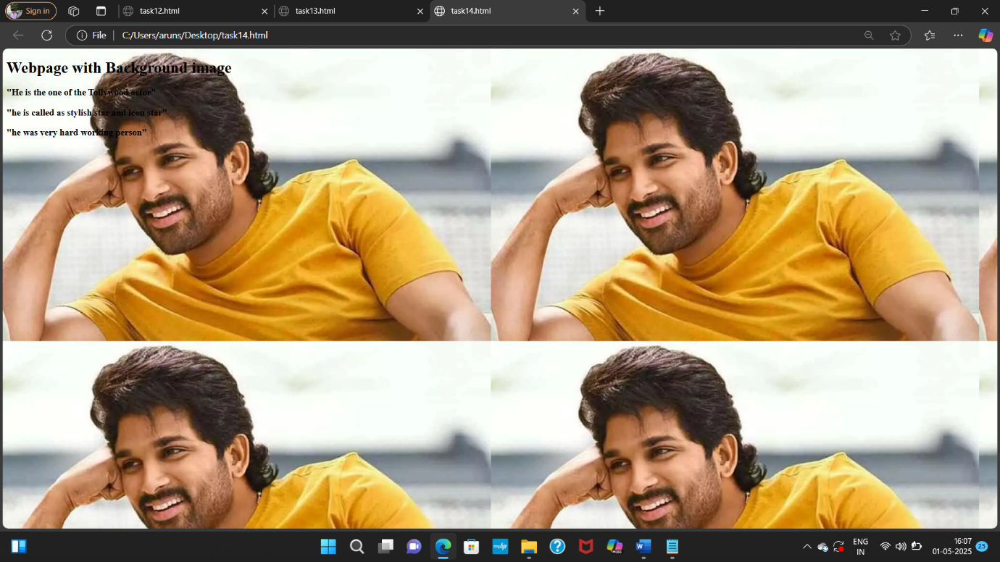 Sign in
task12.html
task13.html
task14.html
File
C:/Users/aruns/Desktop/task14.html
Webpage with Background image
"He is the one of the Tollywood actor"
"he is called as stylish star and icon star"
"he was very hard working person"
myhp
M365
W
ENG
IN
16:07
01-05-2025
25